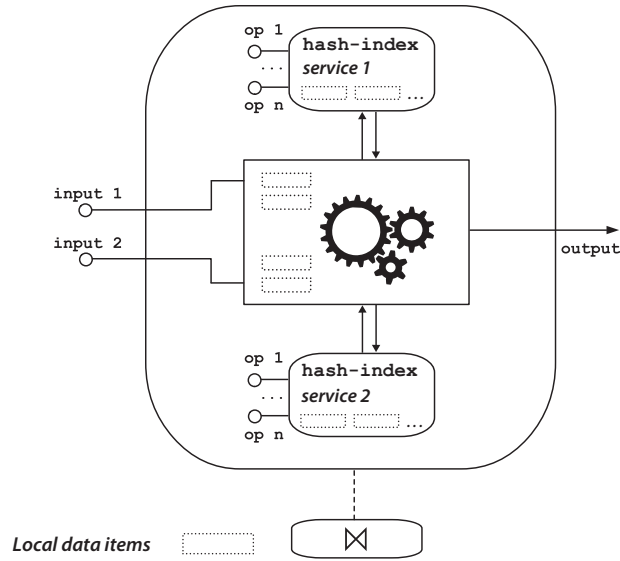 op 1
hash-index
service 1
...
op n
...
input 1
input 2
output
op 1
hash-index
service 2
...
op n
...
Local data items
⋈